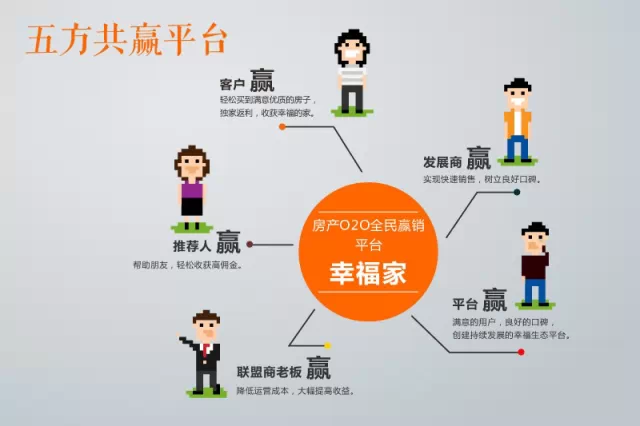 五方共赢平台
客户 赢
轻松买到满意优质的房子，
独家返利，收获幸福的家。
发展商 赢
实现快速销售，树立良好口碑。
推荐人 赢
帮助朋友，轻松收获高佣金。
房产O2O全民赢销
平台
幸福家
平台 赢
满意的用户，良好的口碑，
创建持续发展的幸福生态平台。
联盟商老板 赢
降低运营成本，大幅提高收益。